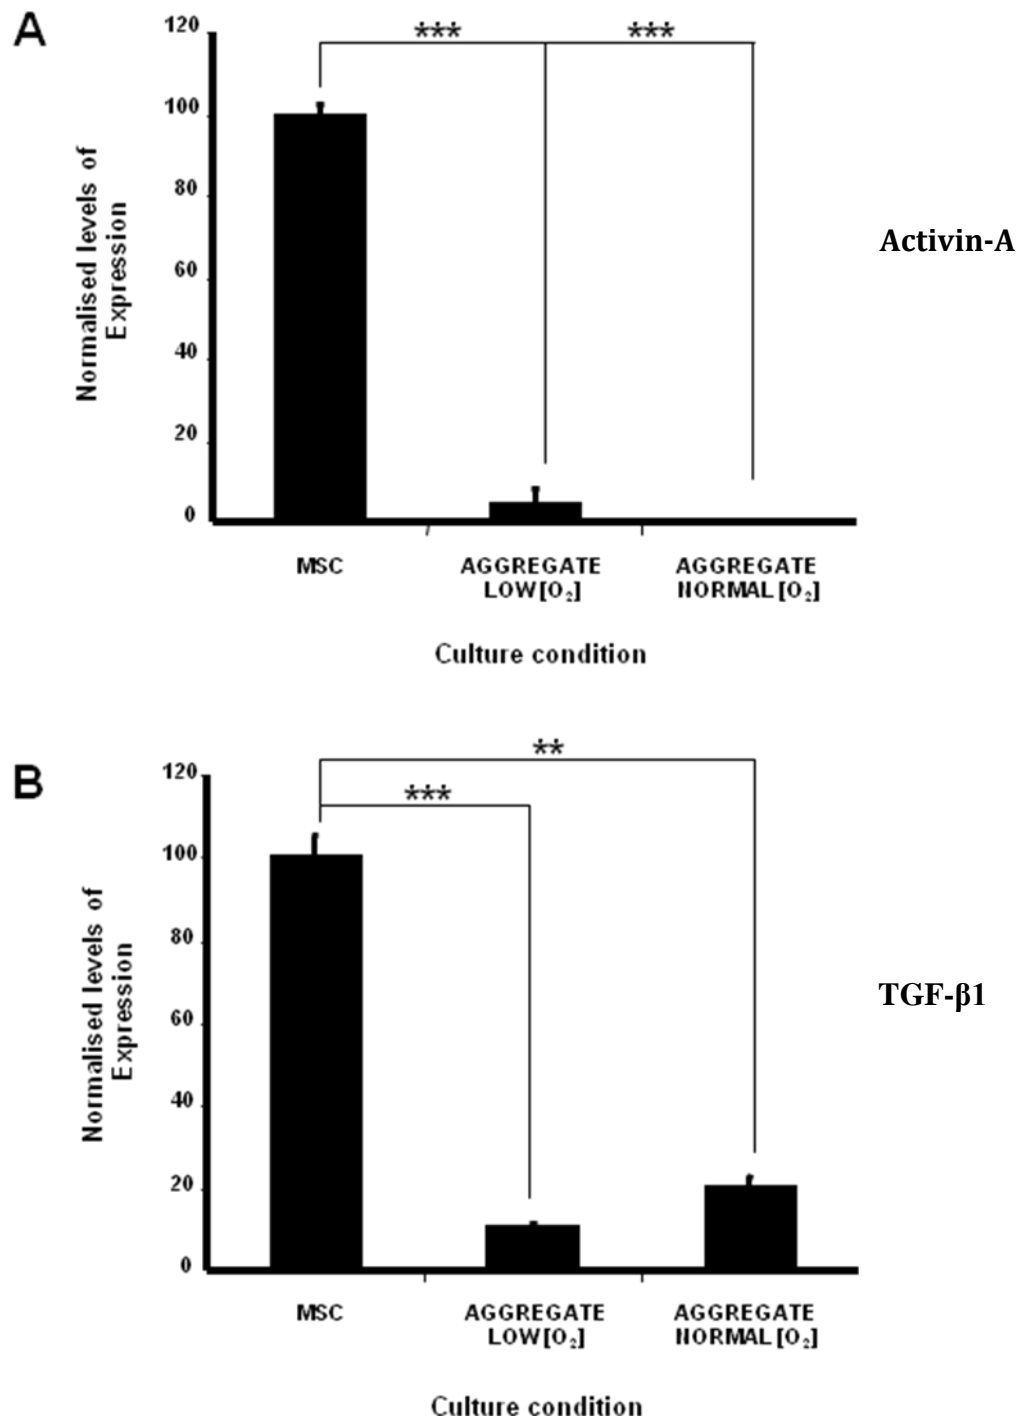 A
120
100
80
60
40
20
0
Normalised levels of
Expression
***
***
MSC
AGGREGATE
LOW[O₂]
AGGREGATE
NORMAL[O₂]
Culture condition
Activin-A
B
120
100
80
60
40
20
0
Normalised levels of
Expression
**
***
MSC
AGGREGATE
LOW[O₂]
AGGREGATE
NORMAL[O₂]
Culture condition
TGF-β1